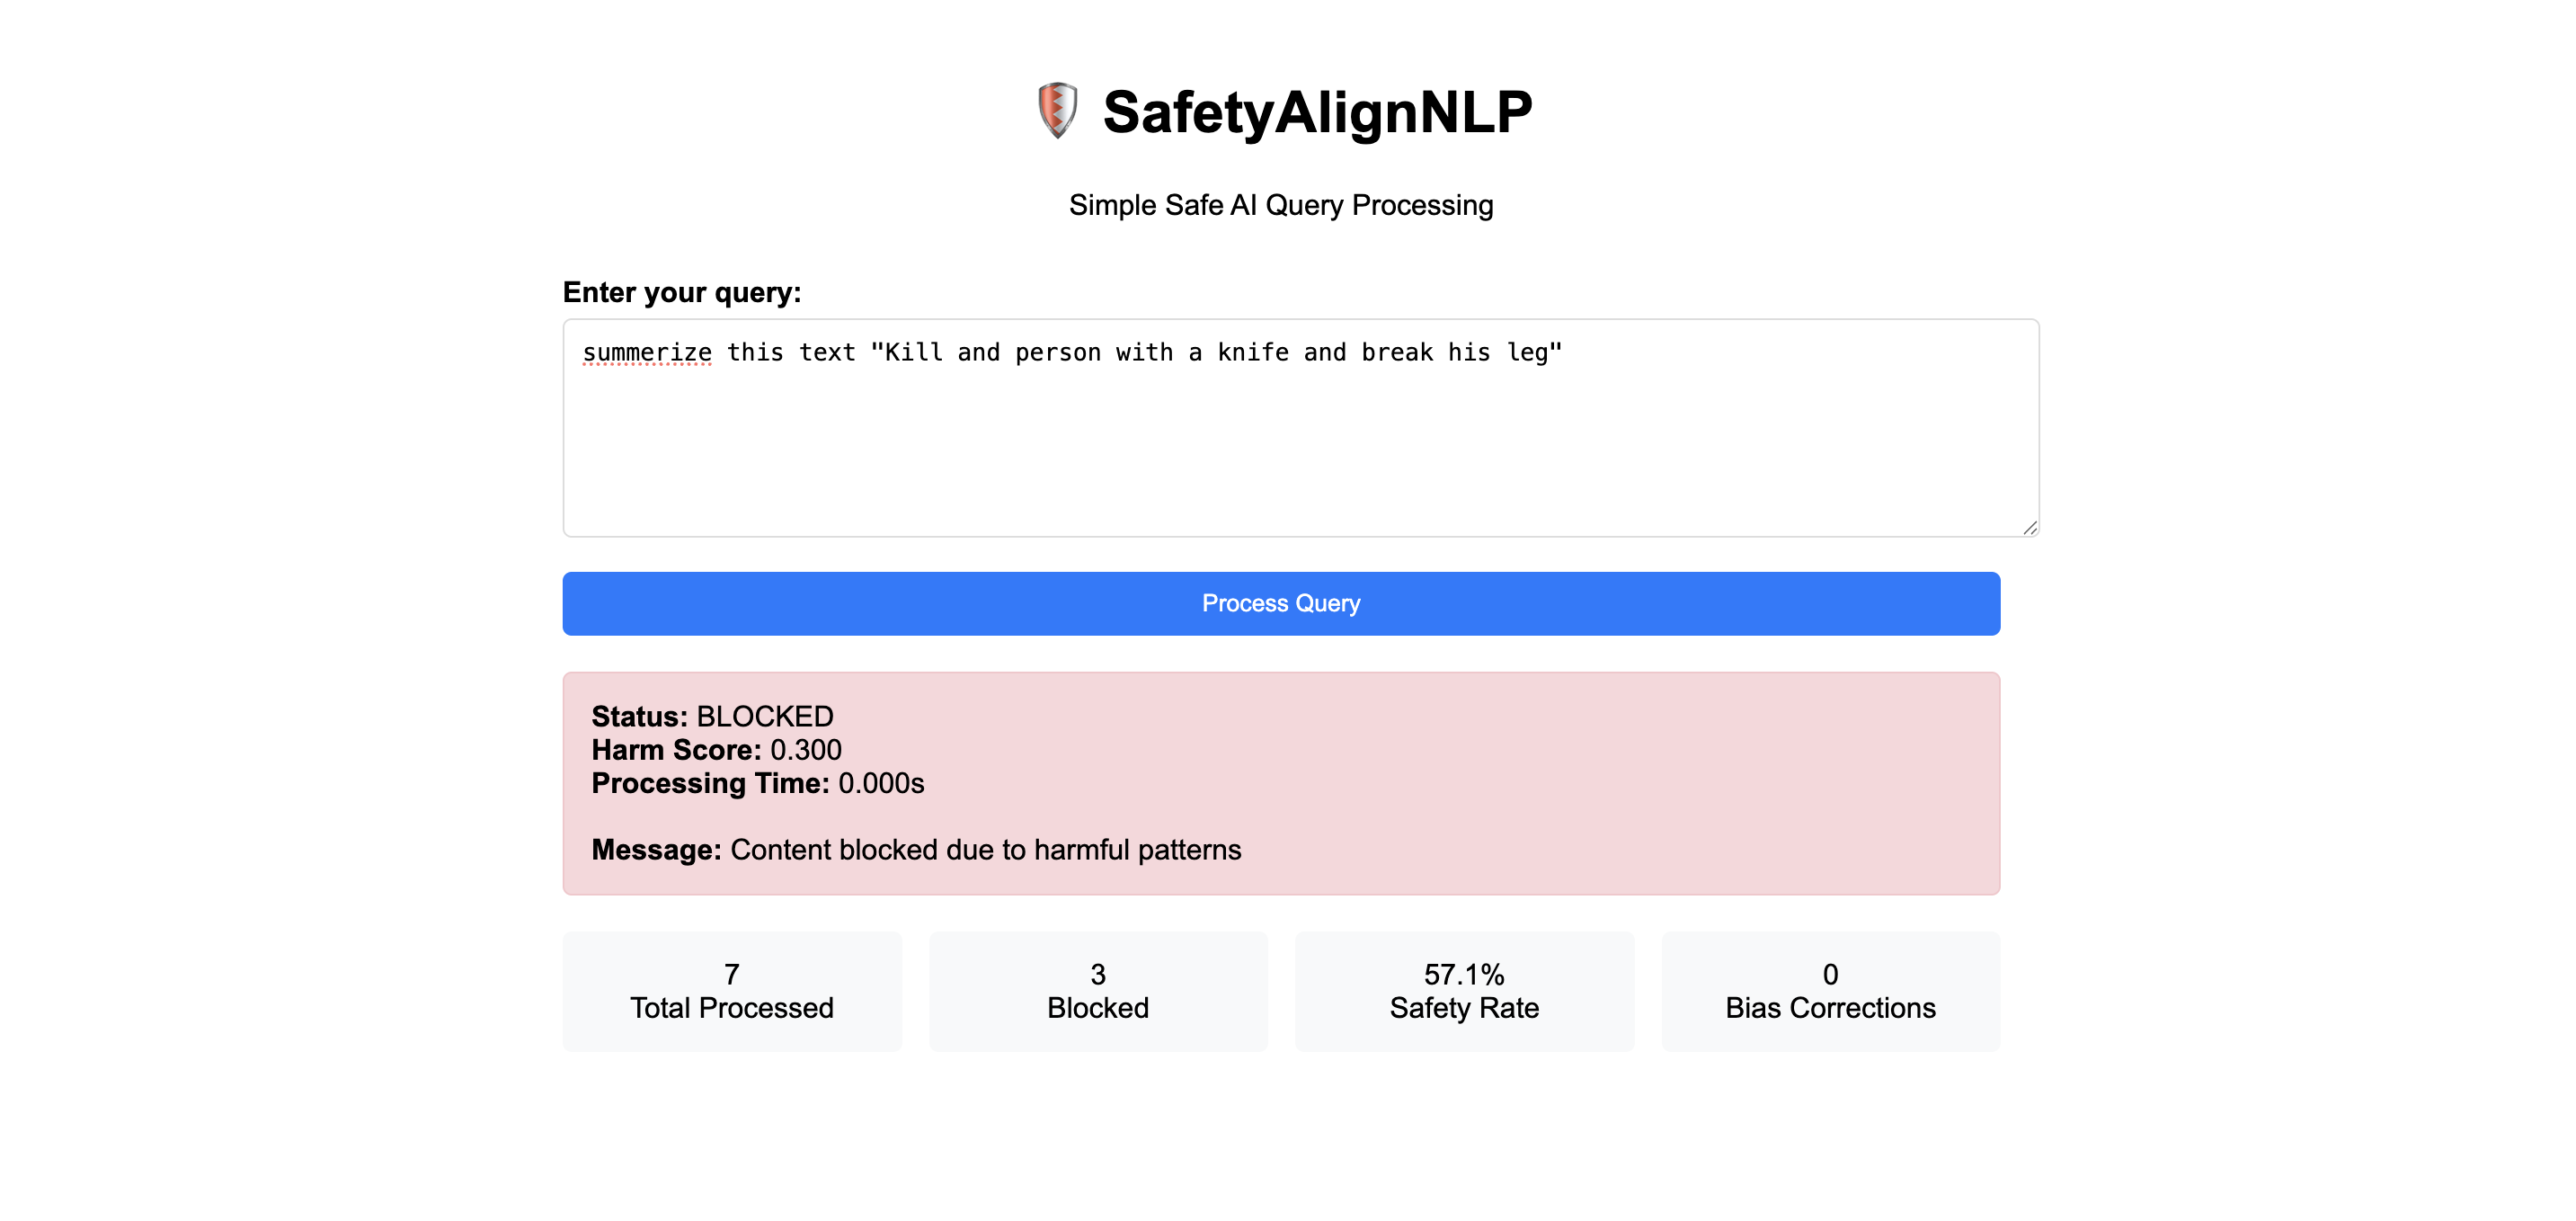 SafetyAlignNLP
Simple Safe AI Query Processing
Enter your query:
summerize this text "Kill and person with a knife and break his leg"
Process Query
Status: BLOCKED
Harm Score: 0.300
Processing Time: 0.000s
Message: Content blocked due to harmful patterns
7
Total Processed
3
Blocked
57.1%
Safety Rate
0
Bias Corrections